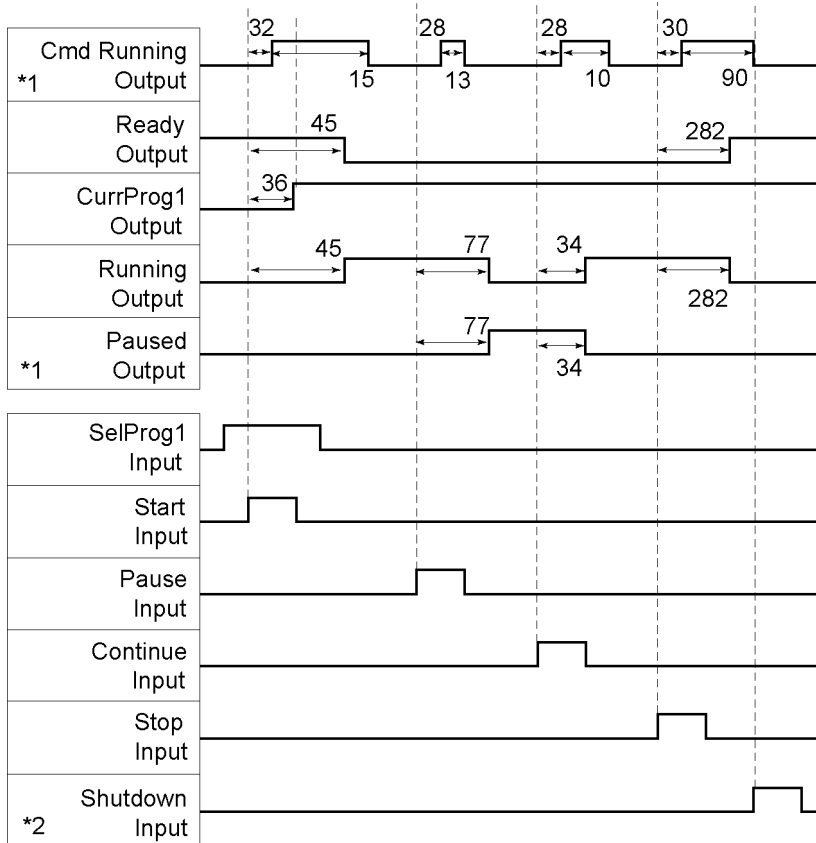 32 28 28 30
Cmd Running
*1 Output
15 13 10 90
Ready
Output
45 282
CurrProg1
Output
36
Running
Output
45 77 34
282
Paused
*1 Output
77
34
SelProg1
Input
Start
Input
Pause
Input
Continue
Input
Stop
Input
Shutdown
*2 Input